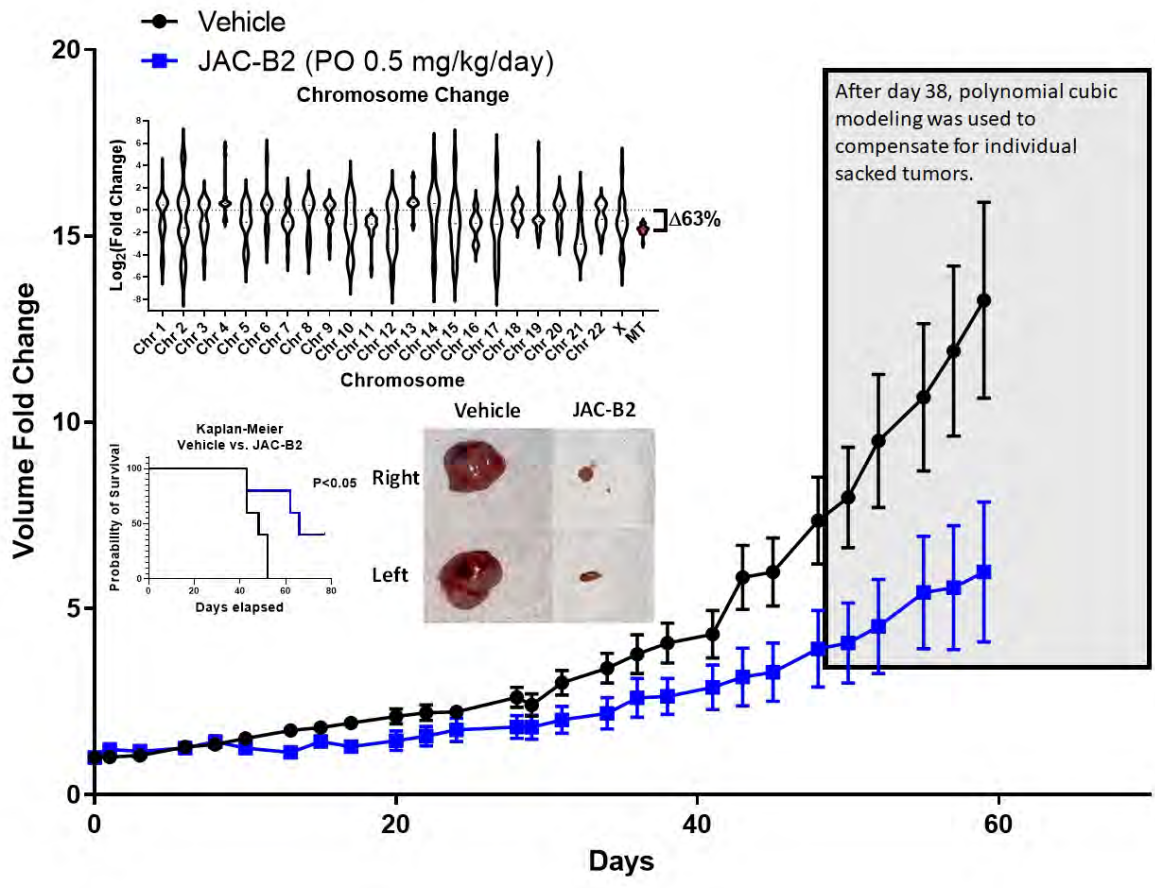 Vehicle
JAC-B2 (PO 0.5 mg/kg/day)
Chromosome Change
Log2(Fold Change)
8
6
4
2
0
-2
-4
-6
-8
Δ63%
Chr 1
Chr 2
Chr 3
Chr 4
Chr 5
Chr 6
Chr 7
Chr 8
Chr 9
Chr 10
Chr 11
Chr 12
Chr 13
Chr 14
Chr 15
Chr 16
Chr 17
Chr 18
Chr 19
Chr 20
Chr 21
Chr 22
X
MT
Chromosome
After day 38, polynomial cubic
modeling was used to
compensate for individual
sacked tumors.
Kaplan-Meier
Vehicle vs. JAC-B2
Probability of Survival
100
50
0
P<0.05
0
20
40
60
80
Days elapsed
Vehicle
JAC-B2
Right
Left
Volume Fold Change
20
15
10
5
0
0
20
40
60
Days